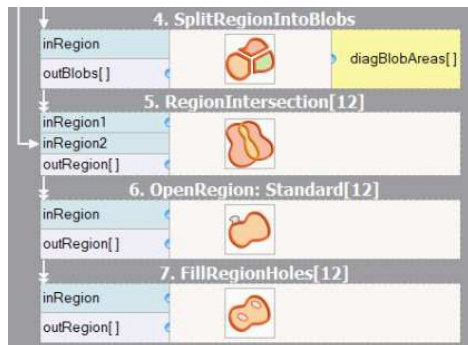 4. SplitRegionIntoBlobs
inRegion
diagBlobAreas[]
outBlobs[]
5. RegionIntersection[12]
inRegion1
inRegion2
outRegion[]
6. OpenRegion: Standard[12]
inRegion
outRegion[]
7. FillRegionHoles[12]
inRegion
outRegion[]